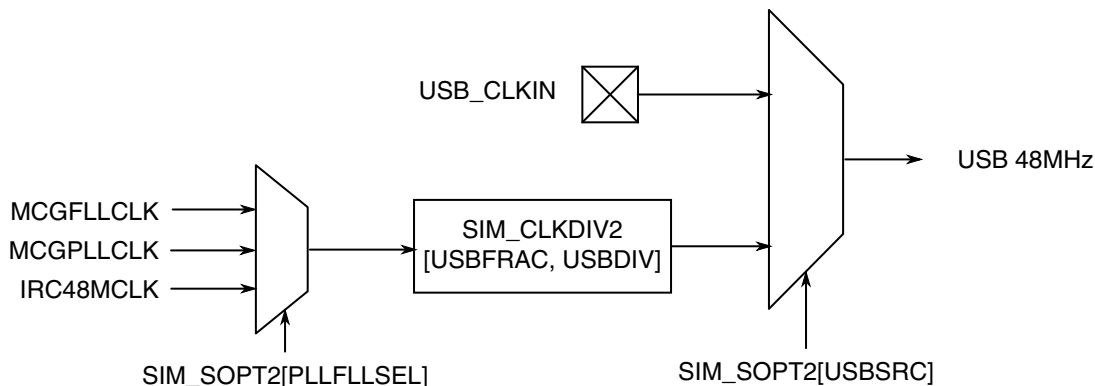 USB_CLKIN
USB 48MHz
MCGFLLCLK
MCGPLLCLK
IRC48MCLK
SIM_CLKDIV2
[USBFRAC, USBDIV]
SIM_SOPT2[PLLFLLSEL]
SIM_SOPT2[USBSRC]